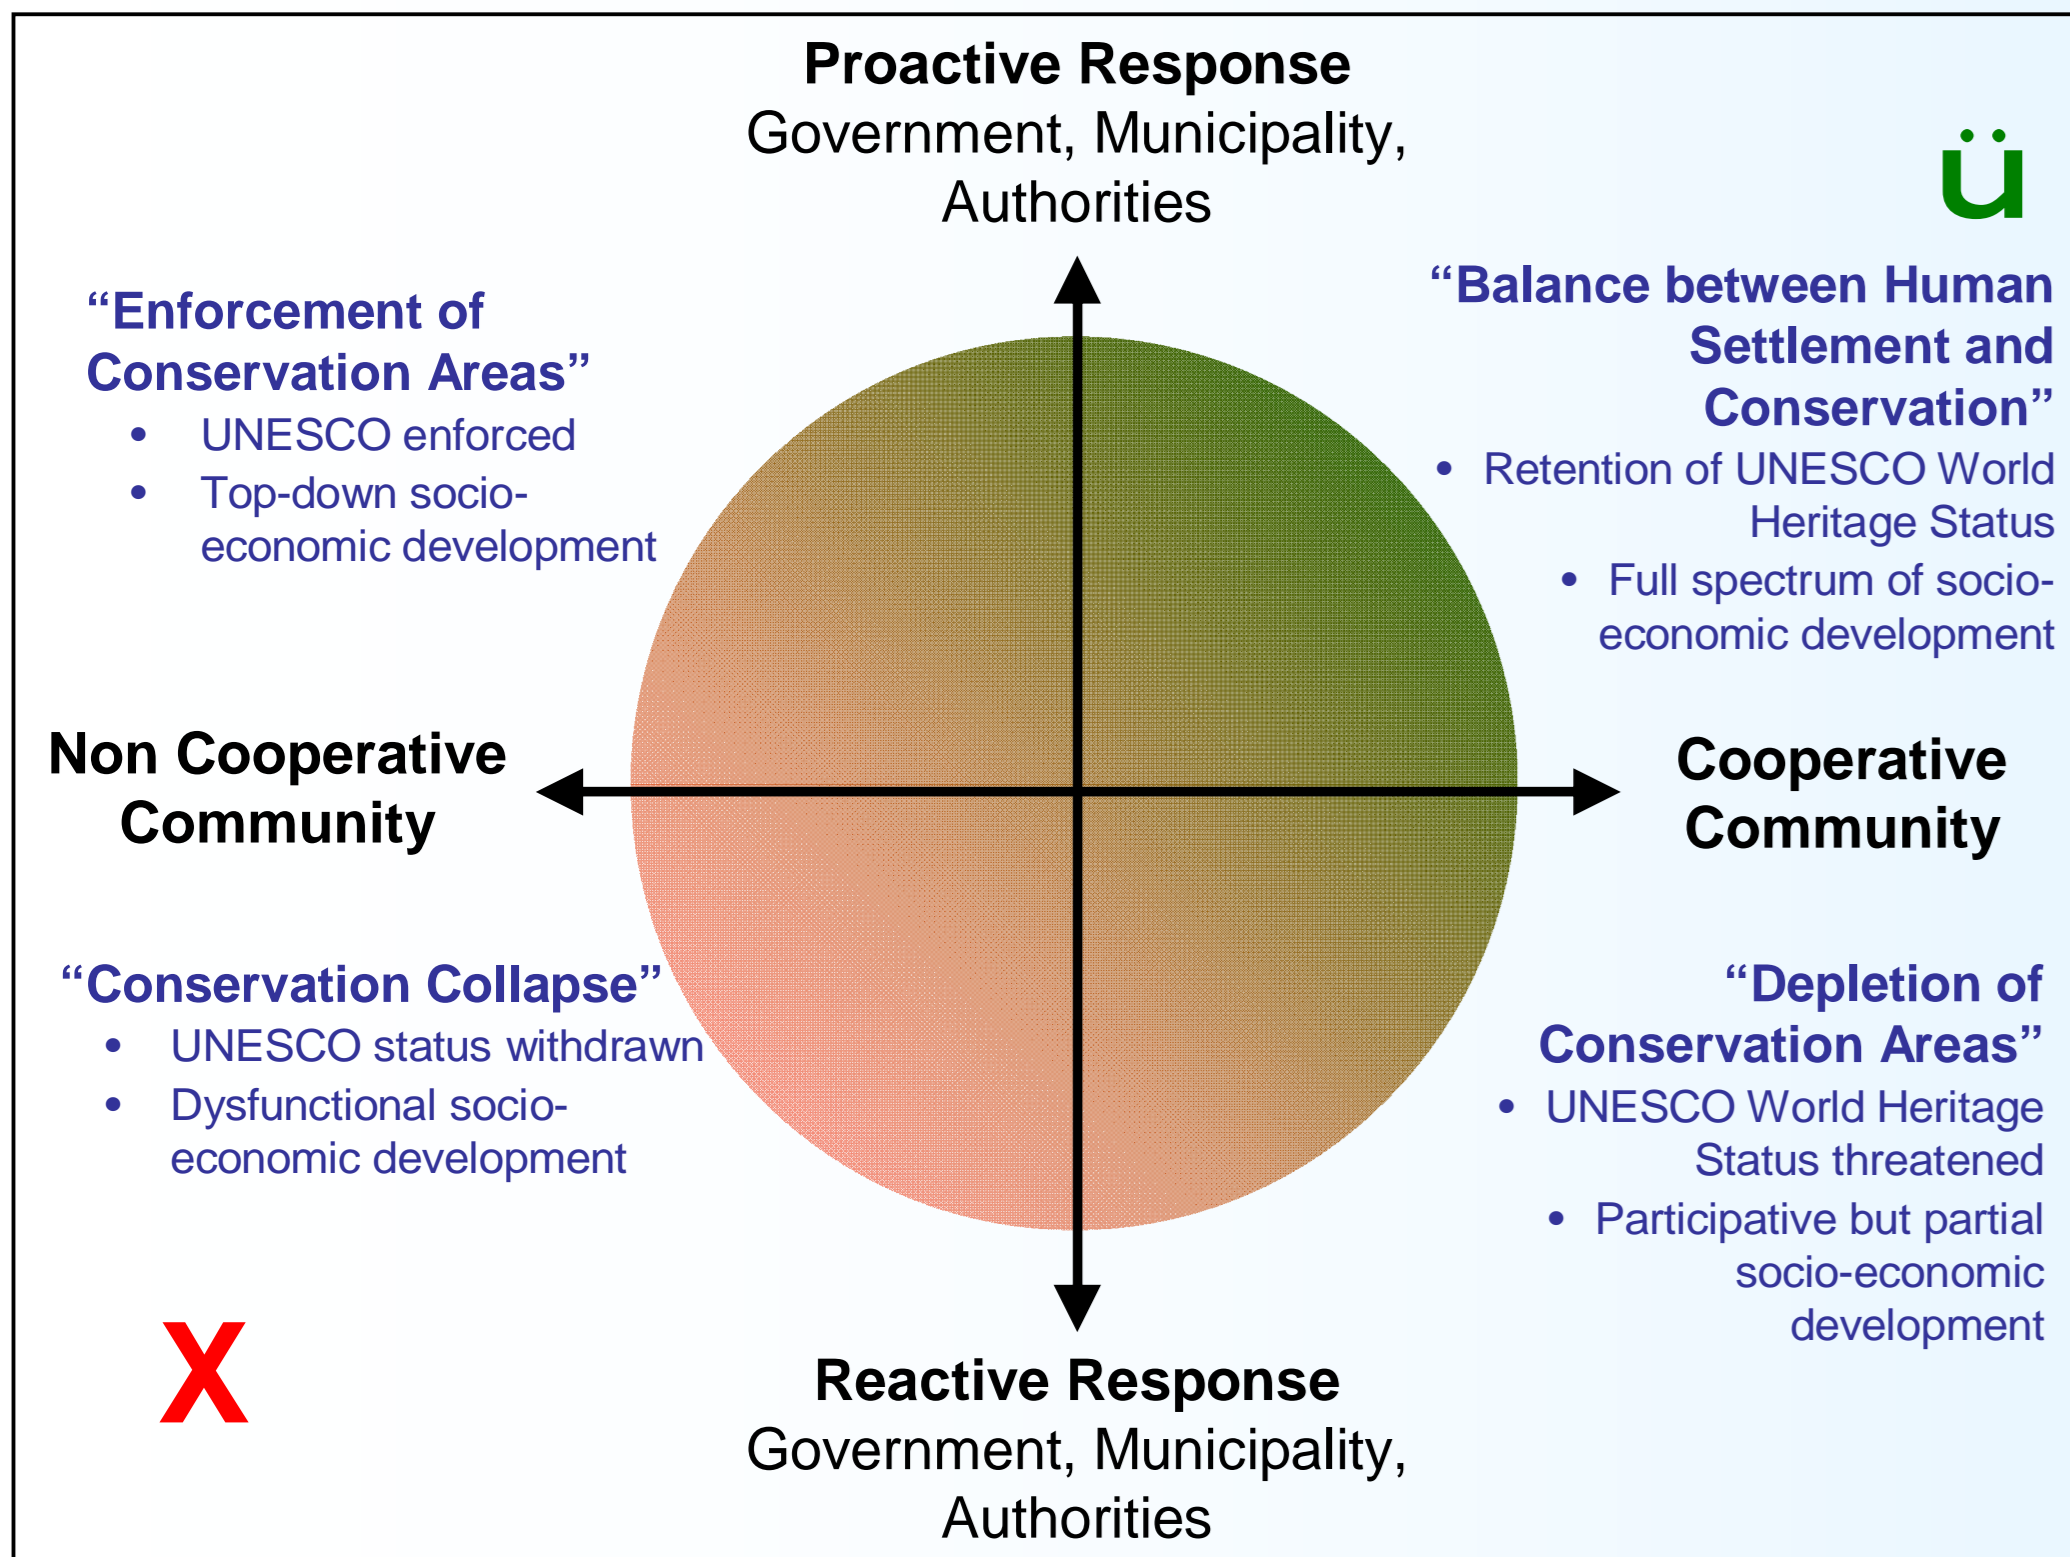 Proactive Response
Government, Municipality,
Authorities
ü
“Enforcement of
Conservation Areas”
• UNESCO enforced
• Top-down socio-
economic development
“Balance between Human
Settlement and
Conservation”
• Retention of UNESCO World
Heritage Status
• Full spectrum of socio-
economic development
Non Cooperative
Community
Cooperative
Community
“Conservation Collapse”
• UNESCO status withdrawn
• Dysfunctional socio-
economic development
“Depletion of
Conservation Areas”
• UNESCO World Heritage
Status threatened
• Participative but partial
socio-economic
development
X
Reactive Response
Government, Municipality,
Authorities